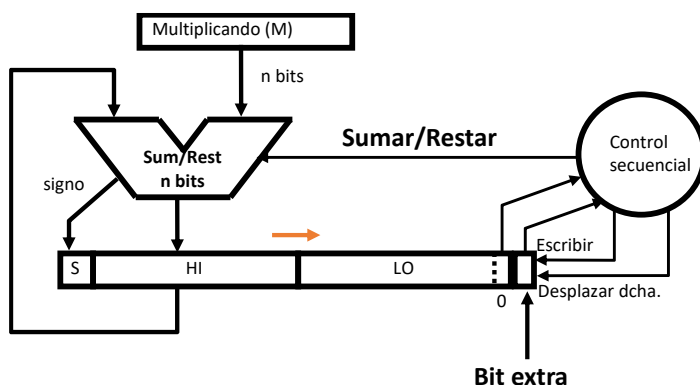 Multiplicando (M)
n bits
Sumar/Restar
Control
secuencial
Sum/Rest
n bits
signo
Escribir
S
HI
LO
Desplazar dcha.
0
Bit extra